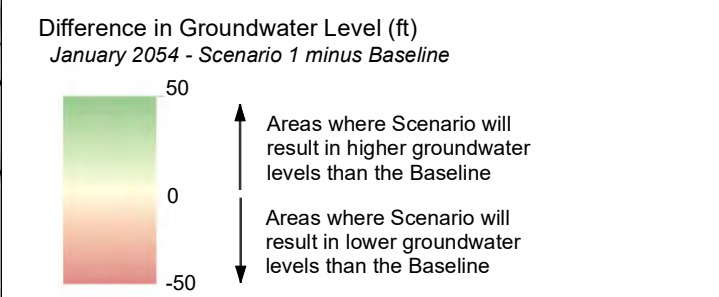 Difference in Groundwater Level (ft)
January 2054 - Scenario 1 minus Baseline
50
Areas where Scenario will
result in higher groundwater
levels than the Baseline
0
Areas where Scenario will
result in lower groundwater
levels than the Baseline
-50